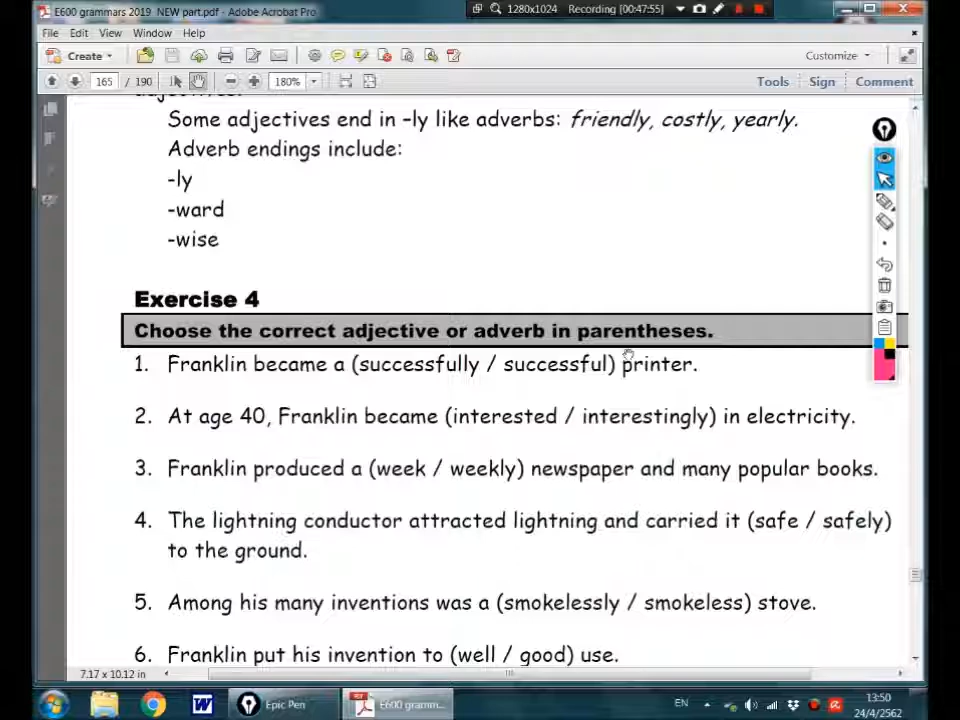 E600 grammars 2019 NEW part.pdf - Adobe Acrobat Pro
1280x1024 Recording [00:47:55]
File Edit View Window Help
Create Customize
165 / 190 180% Tools Sign Comment
Some adjectives end in –ly like adverbs: friendly, costly, yearly.
Adverb endings include:
-ly
-ward
-wise
Exercise 4
Choose the correct adjective or adverb in parentheses.
1. Franklin became a (successfully / successful) printer.
2. At age 40, Franklin became (interested / interestingly) in electricity.
3. Franklin produced a (week / weekly) newspaper and many popular books.
4. The lightning conductor attracted lightning and carried it (safe / safely)
to the ground.
5. Among his many inventions was a (smokelessly / smokeless) stove.
6. Franklin put his invention to (well / good) use.
7.17 x 10.12 in
Epic Pen E600 gramm... EN 13:50
24/4/2562